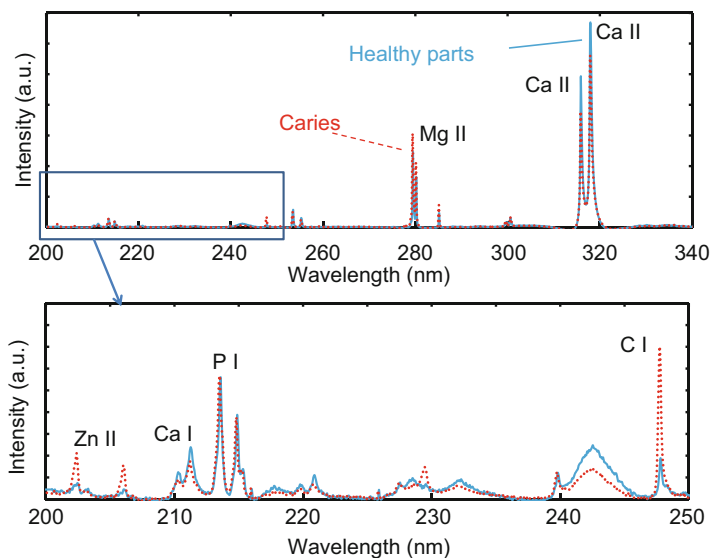 Intensity (a.u.)
Healthy parts
Ca II
Ca II
Caries
Mg II
200 220 240 260 280 300 320 340
Wavelength (nm)
Intensity (a.u.)
Zn II
Ca I
P I
C I
200 210 220 230 240 250
Wavelength (nm)